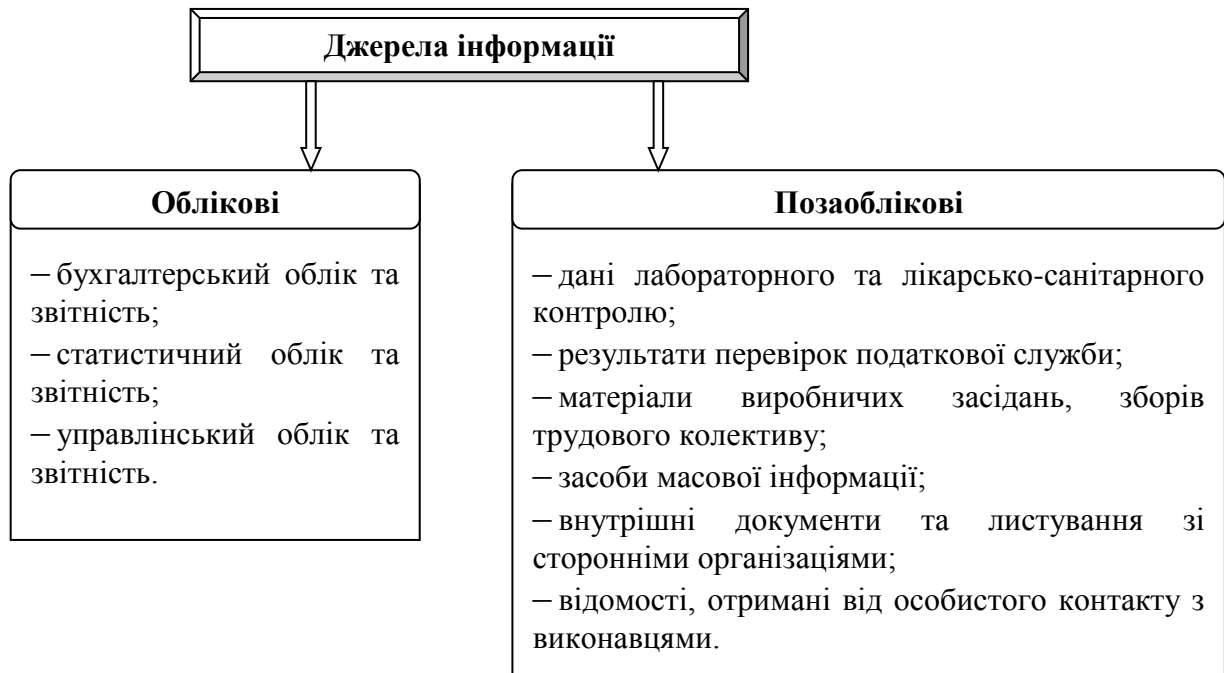 Джерела інформації
Облікові
– бухгалтерський облік та
звітність;
– статистичний облік та
звітність;
– управлінський облік та
звітність.
Позаоблікові
– дані лабораторного та лікарсько-санітарного
контролю;
– результати перевірок податкової служби;
– матеріали виробничих засідань, зборів
трудового колективу;
– засоби масової інформації;
– внутрішні документи та листування зі
сторонніми організаціями;
– відомості, отримані від особистого контакту з
виконавцями.